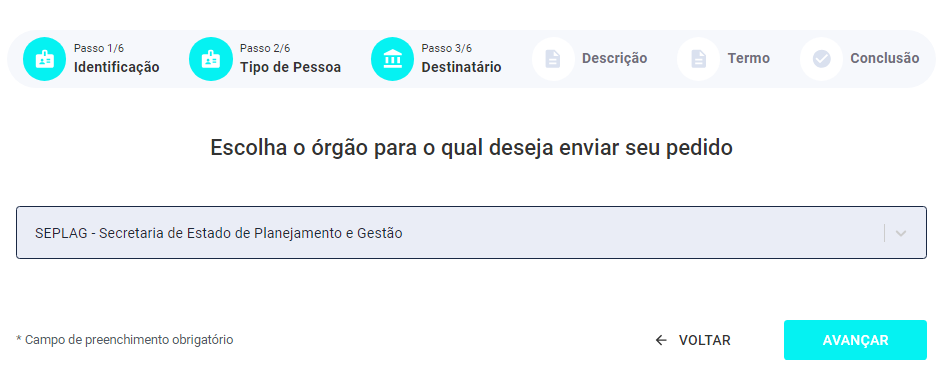 Passo 1/6
Identificação
Passo 2/6
Tipo de Pessoa
Passo 3/6
Destinatário
Descrição
Termo
Conclusão
Escolha o órgão para o qual deseja enviar seu pedido
SEPLAG - Secretaria de Estado de Planejamento e Gestão
* Campo de preenchimento obrigatório
VOLTAR
AVANÇAR